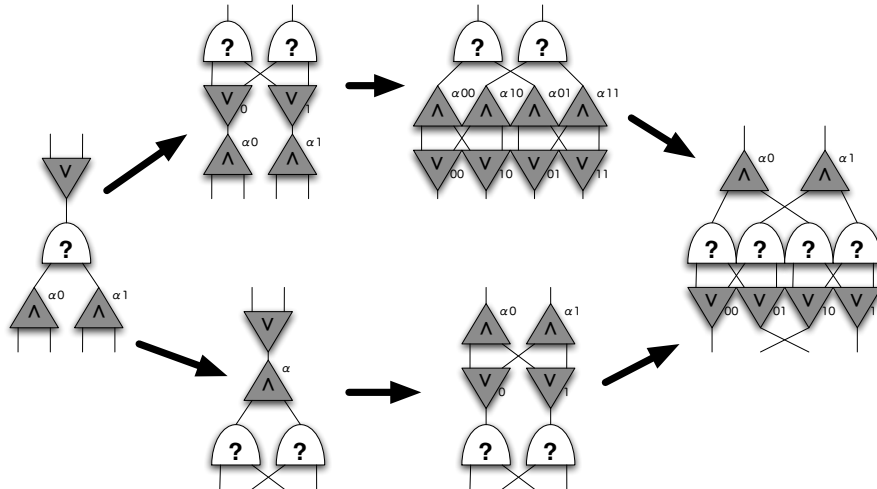 ∨
?
∧ α0 ∧ α1
? ?
∨ 0 ∨ 1
∧ α0 ∧ α1
? ?
∧ α00 ∧ α10 ∧ α01 ∧ α11
∨ 00 ∨ 10 ∨ 01 ∨ 11
∨
∧ α
? ?
∧ α0 ∧ α1
∨ 0 ∨ 1
? ?
∧ α0 ∧ α1
? ? ? ?
∨ 00 ∨ 01 ∨ 10 ∨ 1